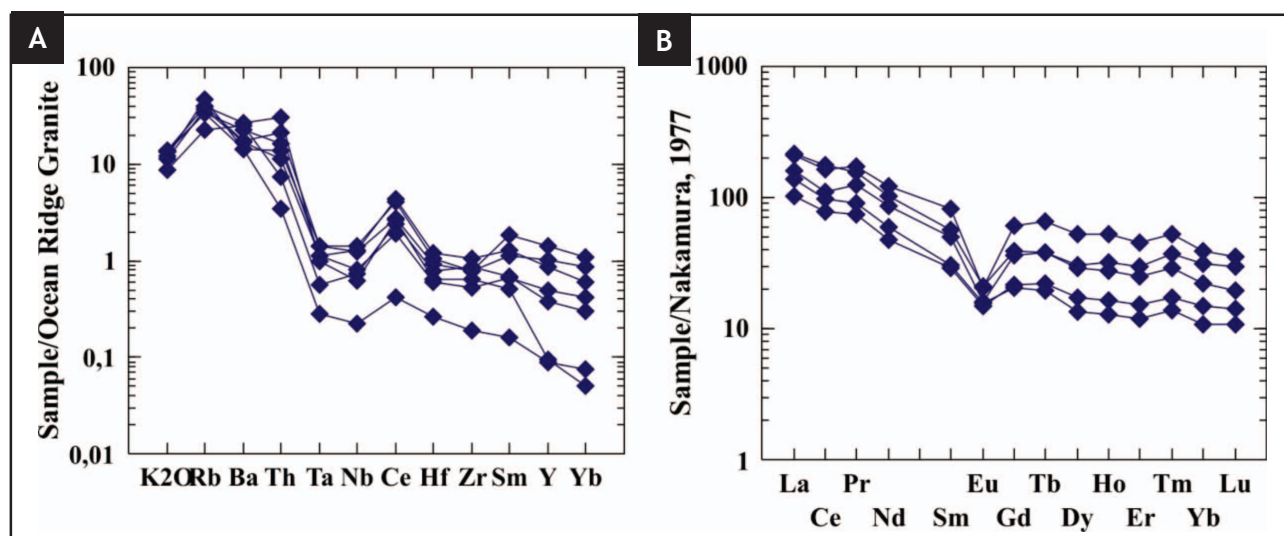 A
B
Sample/Ocean Ridge Granite
100
10
1
0,1
0,01
K2O Rb Ba Th Ta Nb Ce Hf Zr Sm Y Yb
Sample/Nakamura, 1977
1000
100
10
1
La Pr Eu Tb Ho Tm Lu
Ce Nd Sm Gd Dy Er Yb